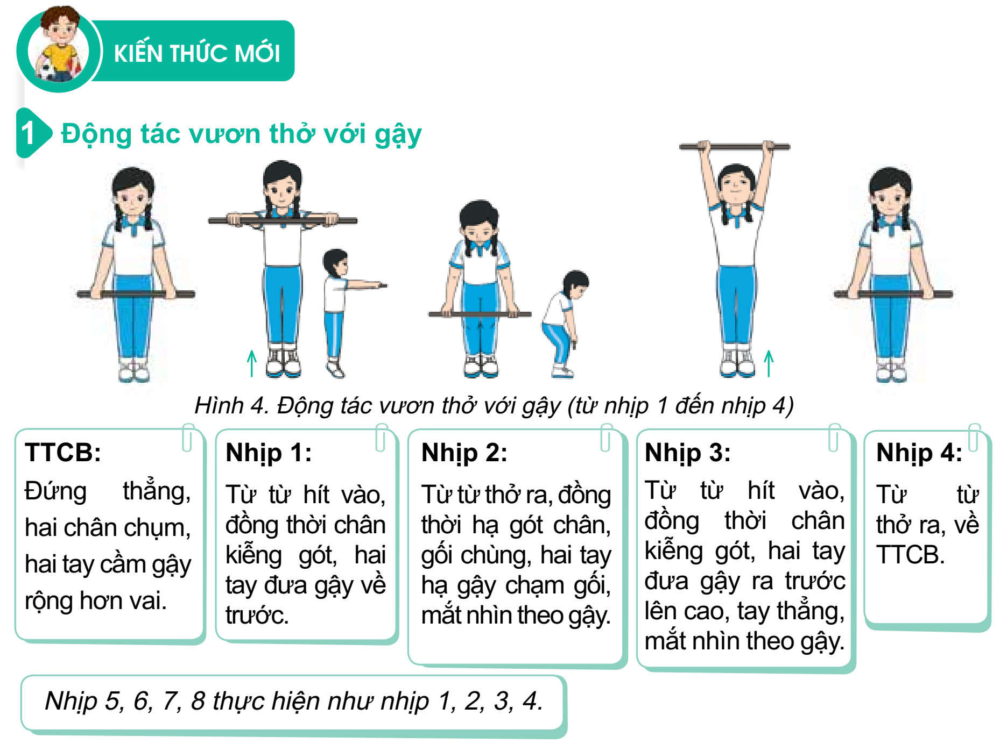 KIẾN THỨC MỚI
1 Động tác vươn thở với gậy
Hình 4. Động tác vươn thở với gậy (từ nhịp 1 đến nhịp 4)
TTCB:
Đứng thẳng,
hai chân chụm,
hai tay cầm gậy
rộng hơn vai.
Nhịp 1:
Từ từ hít vào,
đồng thời chân
kiễng gót, hai
tay đưa gậy về
trước.
Nhịp 2:
Từ từ thở ra, đồng
thời hạ gót chân,
gối chùng, hai tay
hạ gậy chạm gối,
mắt nhìn theo gậy.
Nhịp 3:
Từ từ hít vào,
đồng thời chân
kiễng gót, hai tay
đưa gậy ra trước
lên cao, tay thẳng,
mắt nhìn theo gậy.
Nhịp 4:
Từ từ
thở ra, về
TTCB.
Nhịp 5, 6, 7, 8 thực hiện như nhịp 1, 2, 3, 4.